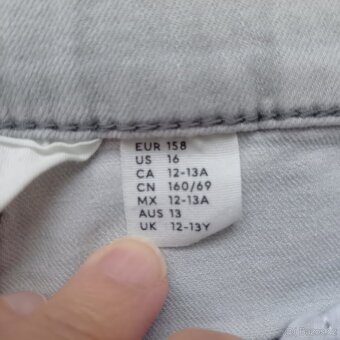 EUR 158
US 16
CA 12-13A
CN 160/69
MX 12-13A
AUS 13
UK 12-13Y